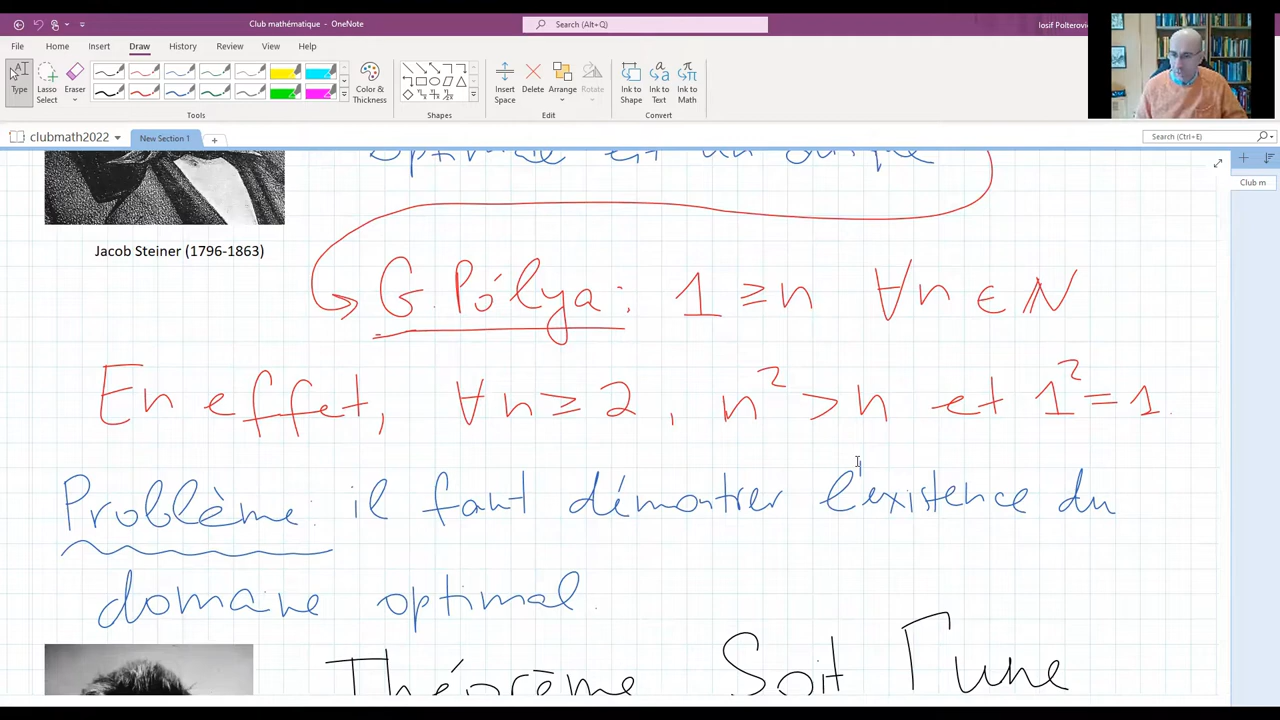 Club mathématique - OneNote
Search (Alt+Q)
Iosif Polterovic
File Home Insert Draw History Review View Help
Type
Lasso Select
Eraser
Color & Thickness
Insert Space
Delete
Arrange
Rotate
Ink to Shape
Ink to Text
Ink to Math
Tools
Shapes
Edit
Convert
clubmath2022
New Section 1
Search (Ctrl+E)
Club m
Jacob Steiner (1796-1863)
G. Pólya: 1 ≥ n ∀n ∈ N
En effet, ∀n ≥ 2, n² > n et 1² = 1.
Problème: il faut démontrer l'existence du
domaine optimal.
Théorème Soit Γ une